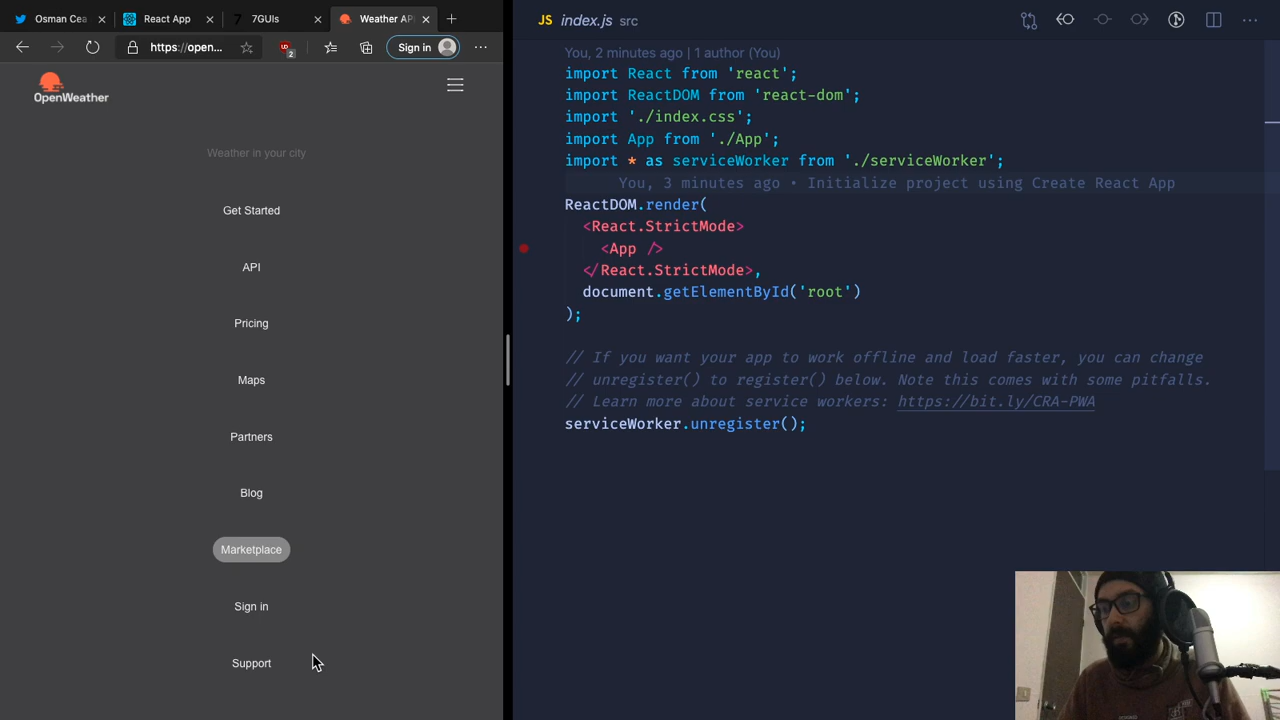 Osman Cea
React App
7GUIs
Weather AP
https://open...
2
Sign in
OpenWeather
Weather in your city
Get Started
API
Pricing
Maps
Partners
Blog
Marketplace
Sign in
Support
JS index.js src
You, 2 minutes ago | 1 author (You)
import React from 'react';
import ReactDOM from 'react-dom';
import './index.css';
import App from './App';
import * as serviceWorker from './serviceWorker';
You, 3 minutes ago • Initialize project using Create React App
ReactDOM.render(
<React.StrictMode>
<App />
</React.StrictMode>,
document.getElementById('root')
);
// If you want your app to work offline and load faster, you can change
// unregister() to register() below. Note this comes with some pitfalls.
// Learn more about service workers: https://bit.ly/CRA-PWA
serviceWorker.unregister();